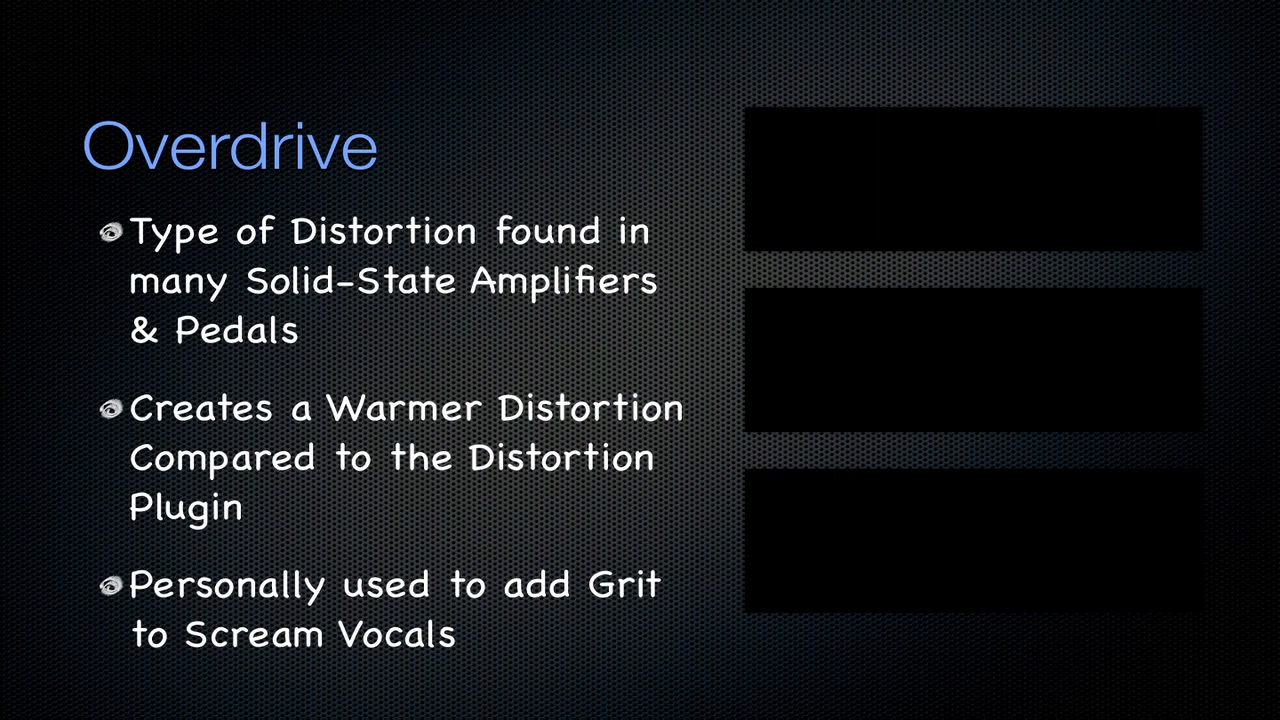 Overdrive
Type of Distortion found in
many Solid-State Amplifiers
& Pedals
Creates a Warmer Distortion
Compared to the Distortion
Plugin
Personally used to add Grit
to Scream Vocals